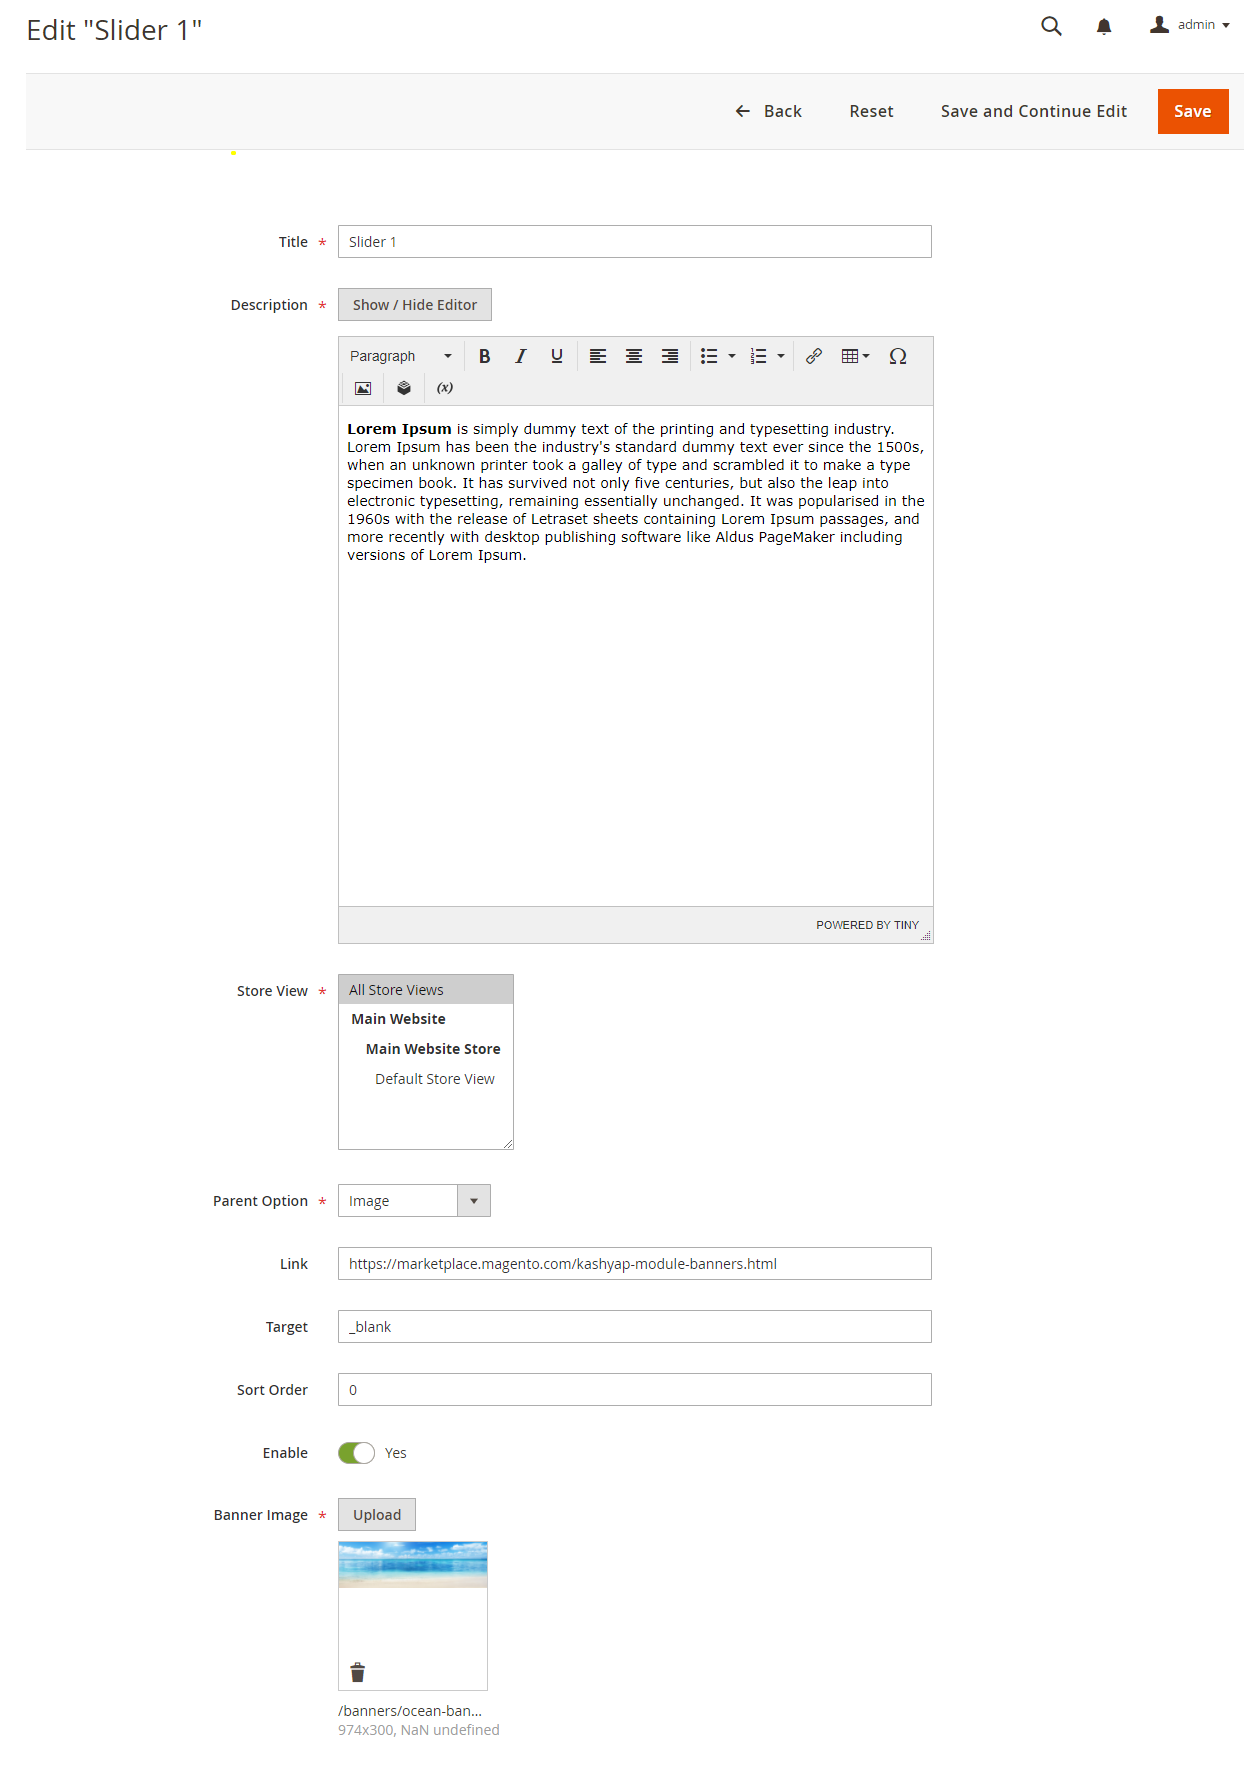 Edit "Slider 1"
admin
Back
Reset
Save and Continue Edit
Save
Title *
Slider 1
Description *
Show / Hide Editor
Paragraph
B I U
Ω
(x)
Lorem Ipsum is simply dummy text of the printing and typesetting industry.
Lorem Ipsum has been the industry's standard dummy text ever since the 1500s,
when an unknown printer took a galley of type and scrambled it to make a type
specimen book. It has survived not only five centuries, but also the leap into
electronic typesetting, remaining essentially unchanged. It was popularised in the
1960s with the release of Letraset sheets containing Lorem Ipsum passages, and
more recently with desktop publishing software like Aldus PageMaker including
versions of Lorem Ipsum.
POWERED BY TINY
Store View *
All Store Views
Main Website
Main Website Store
Default Store View
Parent Option *
Image
Link
https://marketplace.magento.com/kashyap-module-banners.html
Target
_blank
Sort Order
0
Enable
Yes
Banner Image *
Upload
/banners/ocean-ban...
974x300, NaN undefined